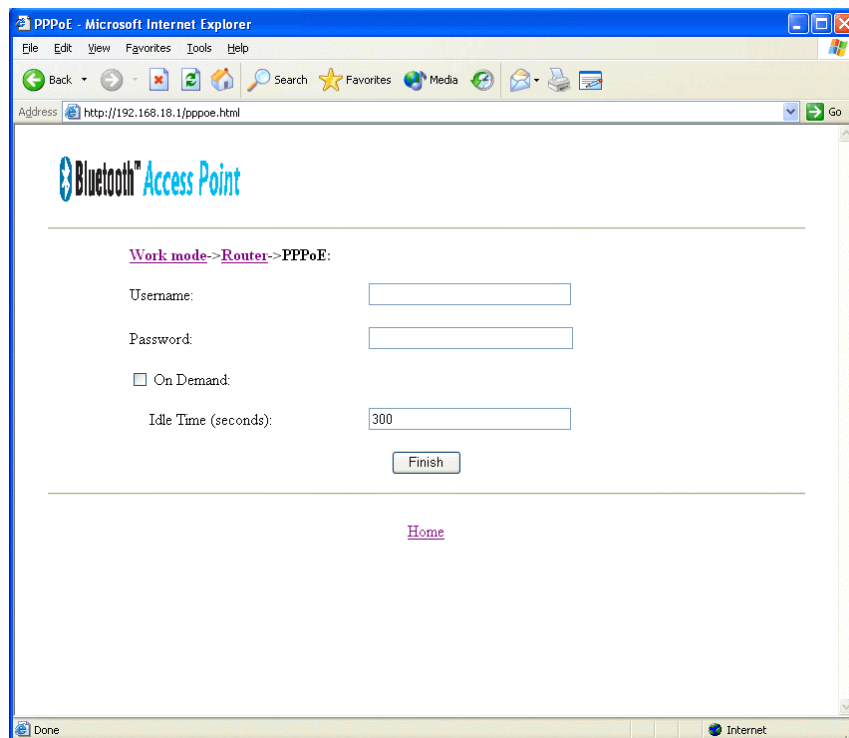 PPPoE - Microsoft Internet Explorer
File Edit View Favorites Tools Help
Back Search Favorites Media
Address http://192.168.18.1/pppoe.html Go
Bluetooth™ Access Point
Work mode->Router->PPPoE:
Username:
Password:
On Demand:
Idle Time (seconds): 300
Finish
Home
Done Internet